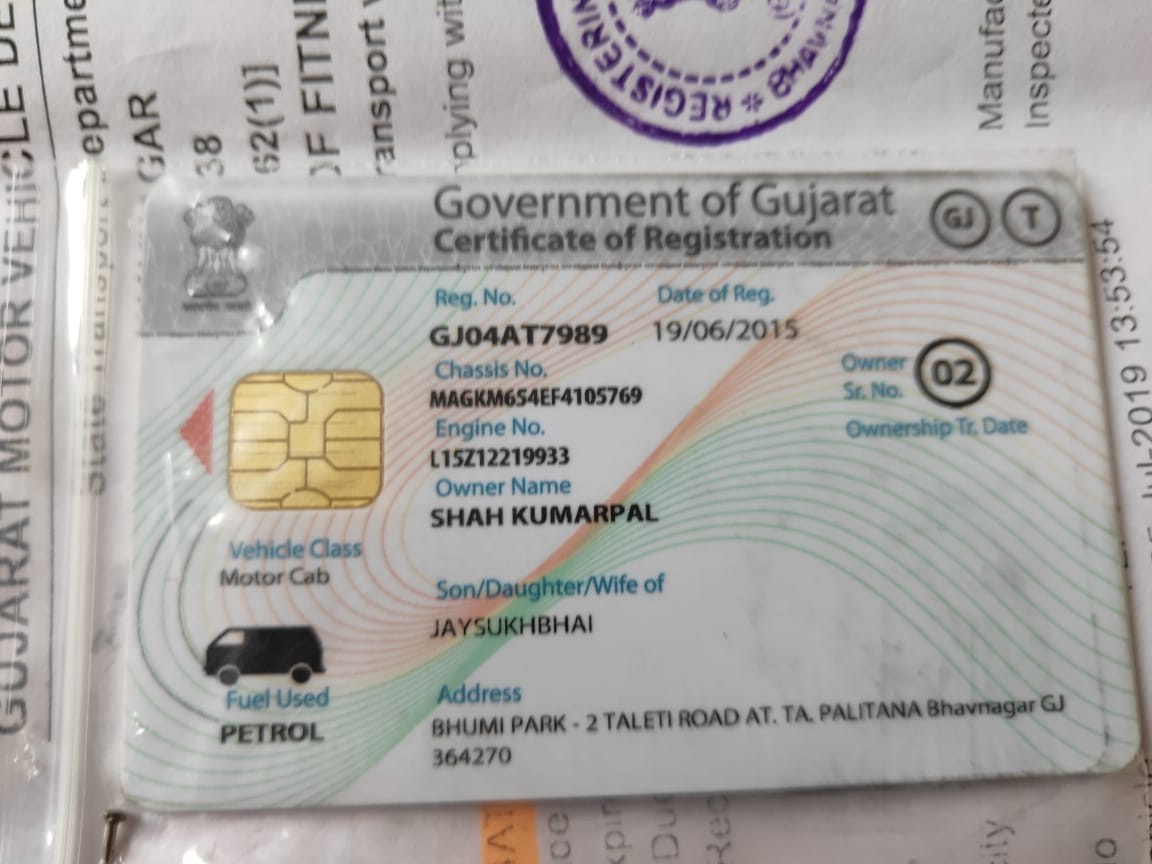 Government of Gujarat
Certificate of Registration
GJ
T
Reg. No. Date of Reg.
GJ04AT7989 19/06/2015
Chassis No.
MAGKM654EF4105769
Owner
Sr. No.
02
Engine No.
Ownership Tr. Date
L15Z12219933
Owner Name
SHAH KUMARPAL
Vehicle Class
Motor Cab
Son/Daughter/Wife of
JAYSUKHBHAI
Fuel Used
PETROL
Address
BHUMI PARK - 2 TALETI ROAD AT. TA. PALITANA Bhavnagar GJ
364270
GUJARAT MOTOR VEHICLE DE
epartme
GAR
38
62(1)]
OF FITN
ransport
plying wit
REGISTERIN
BHAVN
Manufac
Inspecte
Jul-2019 13:53:54